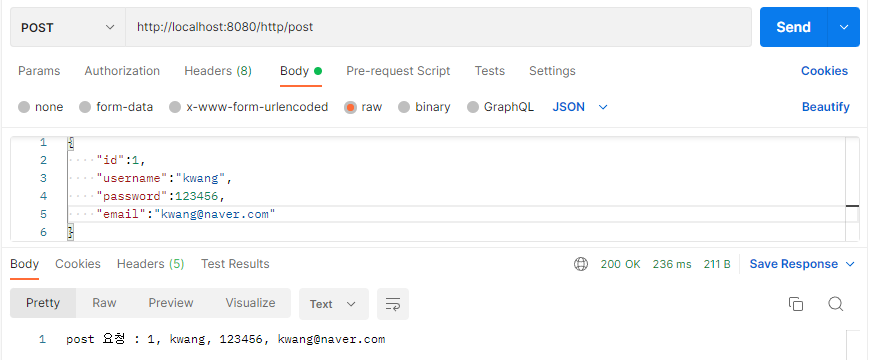 POST http://localhost:8080/http/post Send
Params Authorization Headers (8) Body Pre-request Script Tests Settings Cookies
none form-data x-www-form-urlencoded raw binary GraphQL JSON Beautify
1 {
2 "id":1,
3 "username":"kwang",
4 "password":123456,
5 "email":"kwang@naver.com"
6 }
Body Cookies Headers (5) Test Results 200 OK 236 ms 211 B Save Response
Pretty Raw Preview Visualize Text
1 post 요청 : 1, kwang, 123456, kwang@naver.com